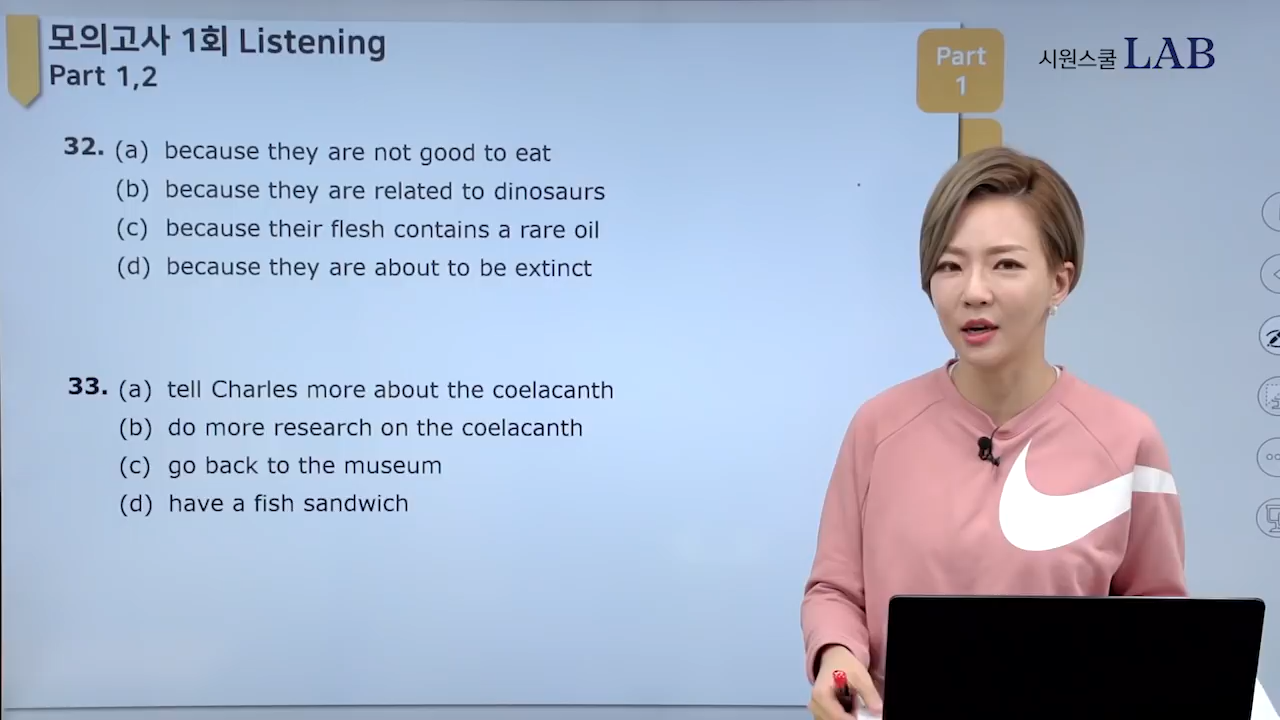 모의고사 1회 Listening
Part 1,2
Part
1
시원스쿨 LAB
32. (a) because they are not good to eat
(b) because they are related to dinosaurs
(c) because their flesh contains a rare oil
(d) because they are about to be extinct
33. (a) tell Charles more about the coelacanth
(b) do more research on the coelacanth
(c) go back to the museum
(d) have a fish sandwich